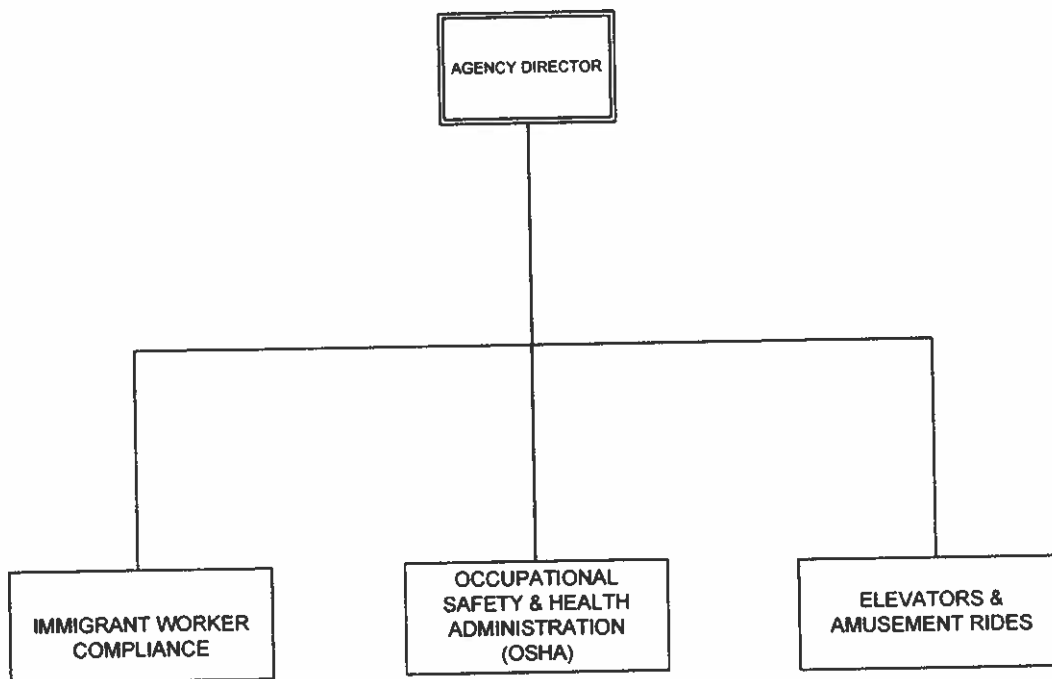 AGENCY DIRECTOR
IMMIGRANT WORKER
COMPLIANCE
OCCUPATIONAL
SAFETY & HEALTH
ADMINISTRATION
(OSHA)
ELEVATORS &
AMUSEMENT RIDES